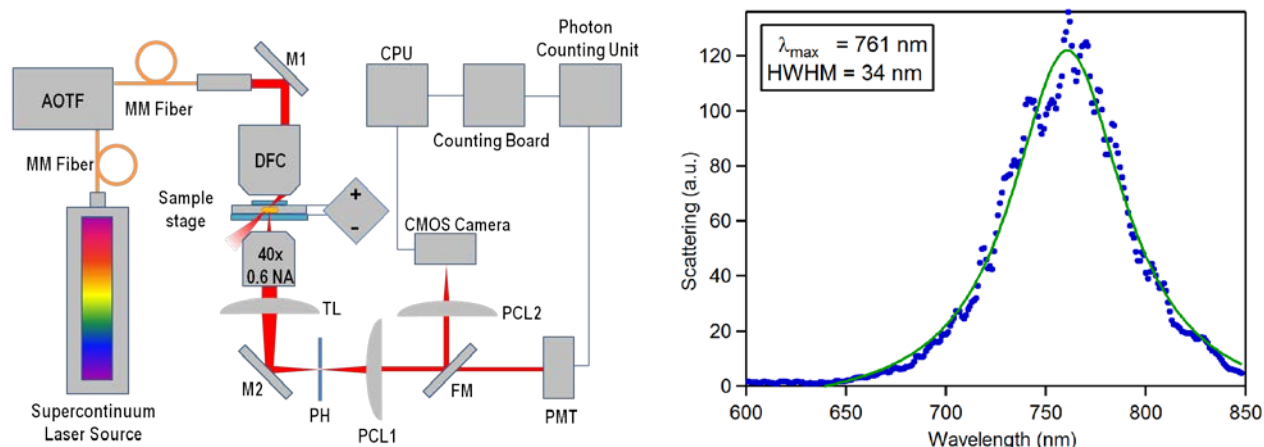 AOTF
MM Fiber
M1
MM Fiber
DFC
Sample
stage
40x
0.6 NA
TL
M2
PH
PCL1
FM
PMT
PCL2
CMOS Camera
CPU
Counting Board
Photon
Counting Unit
+
-
Supercontinuum
Laser Source
λmax = 761 nm
HWHM = 34 nm
Scattering (a.u.)
120
100
80
60
40
20
0
600
650
700
750
800
850
Wavelength (nm)